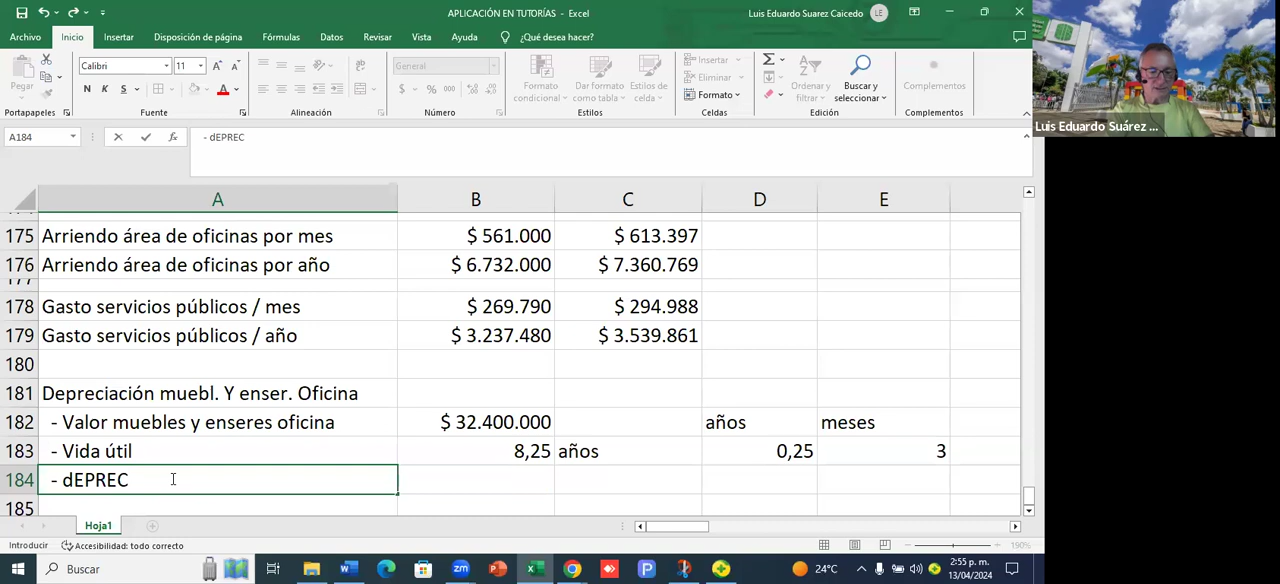 APLICACIÓN EN TUTORÍAS - Excel
Luis Eduardo Suarez Caicedo
LE
Archivo Inicio Insertar Disposición de página Fórmulas Datos Revisar Vista Ayuda ¿Qué desea hacer?
Pegar
Calibri 11
N K S
General
$ % 000
Formato condicional
Dar formato como tabla
Estilos de celda
Insertar
Eliminar
Formato
Ordenar y filtrar
Buscar y seleccionar
Complementos
Portapapeles Fuente Alineación Número Estilos Celdas Edición Complementos
Luis Eduardo Suárez ...
A184 fx - dEPREC
A B C D E
175 Arriendo área de oficinas por mes $ 561.000 $ 613.397
176 Arriendo área de oficinas por año $ 6.732.000 $ 7.360.769
177
178 Gasto servicios públicos / mes $ 269.790 $ 294.988
179 Gasto servicios públicos / año $ 3.237.480 $ 3.539.861
180
181 Depreciación muebl. Y enser. Oficina
182 - Valor muebles y enseres oficina $ 32.400.000 años meses
183 - Vida útil 8,25 años 0,25 3
184 - dEPREC
185
Hoja1
Introducir Accesibilidad: todo correcto 190%
Buscar
24°C
2:55 p. m.
13/04/2024